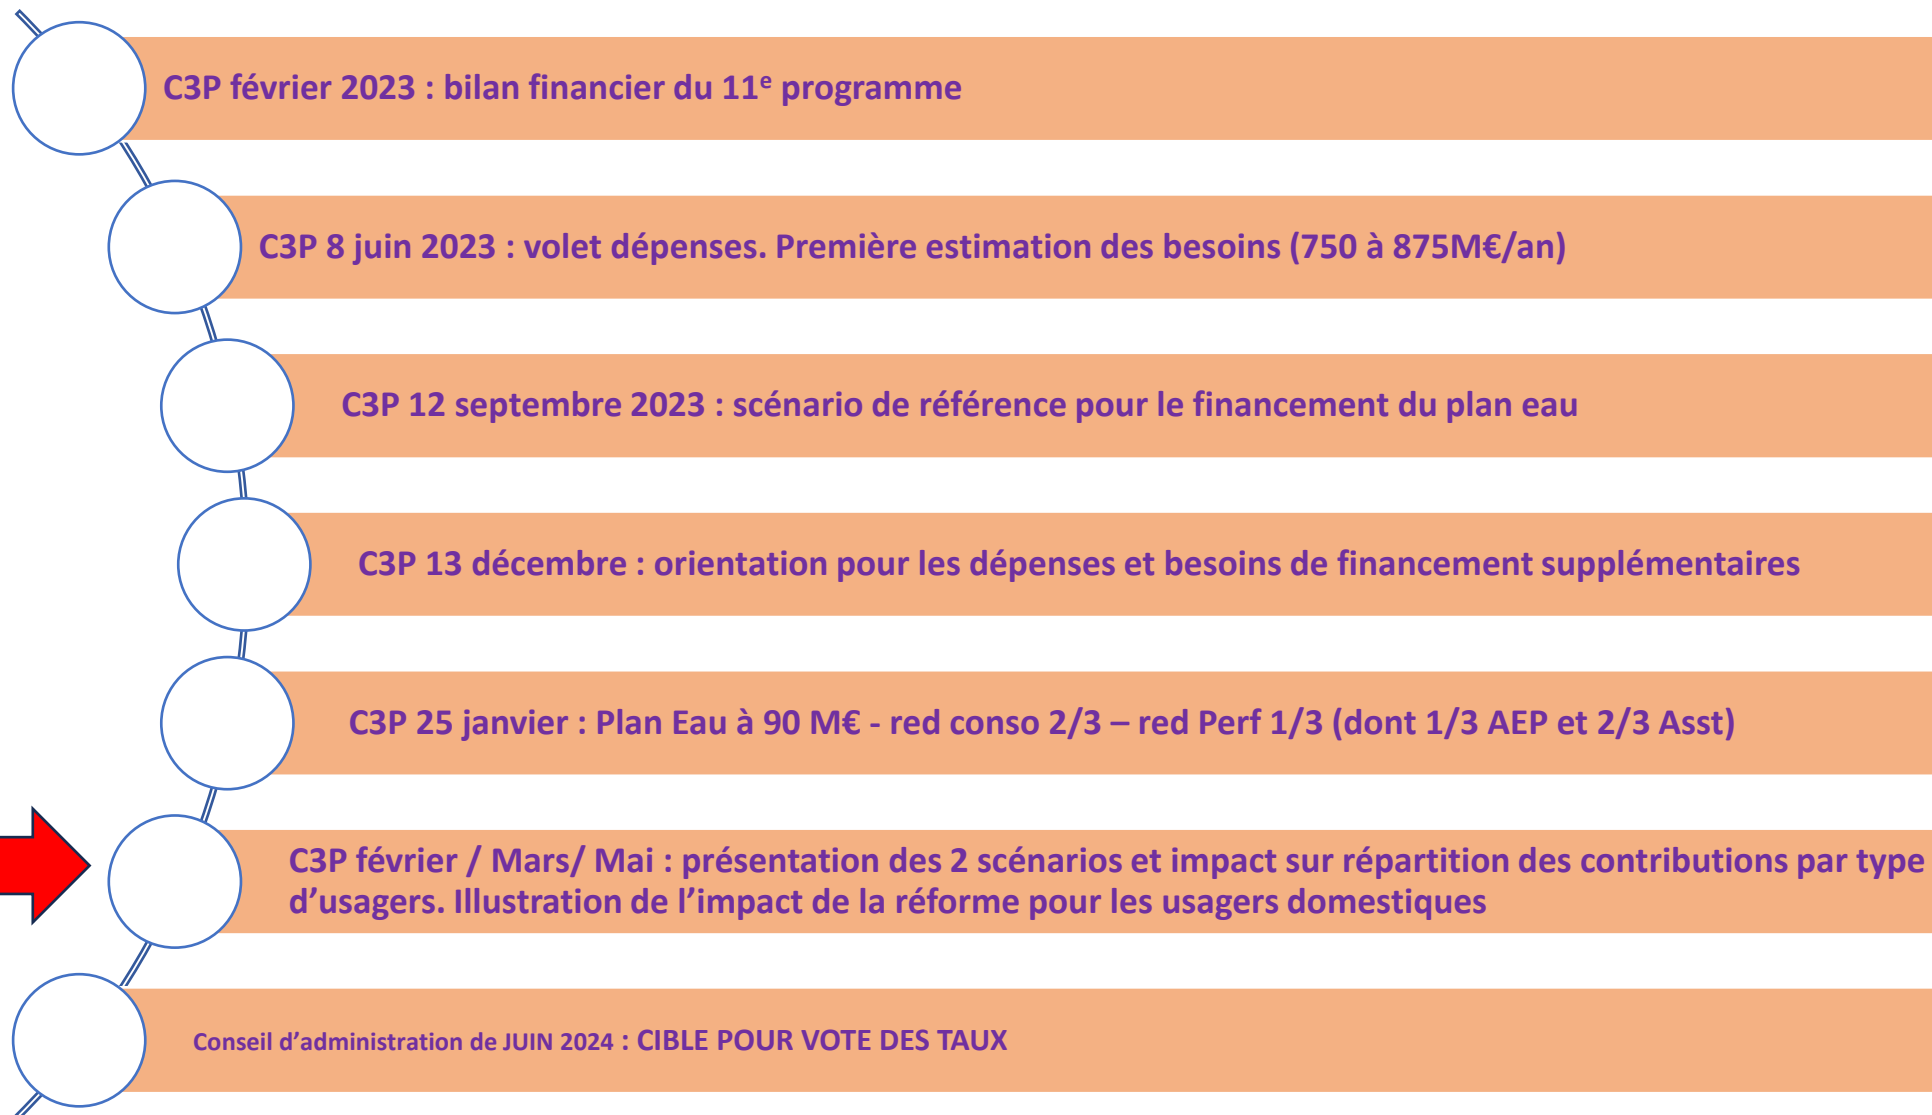 C3P février 2023 : bilan financier du 11e programme
C3P 8 juin 2023 : volet dépenses. Première estimation des besoins (750 à 875M€/an)
C3P 12 septembre 2023 : scénario de référence pour le financement du plan eau
C3P 13 décembre : orientation pour les dépenses et besoins de financement supplémentaires
C3P 25 janvier : Plan Eau à 90 M€ - red conso 2/3 – red Perf 1/3 (dont 1/3 AEP et 2/3 Asst)
C3P février / Mars/ Mai : présentation des 2 scénarios et impact sur répartition des contributions par type
d’usagers. Illustration de l’impact de la réforme pour les usagers domestiques
Conseil d’administration de JUIN 2024 : CIBLE POUR VOTE DES TAUX